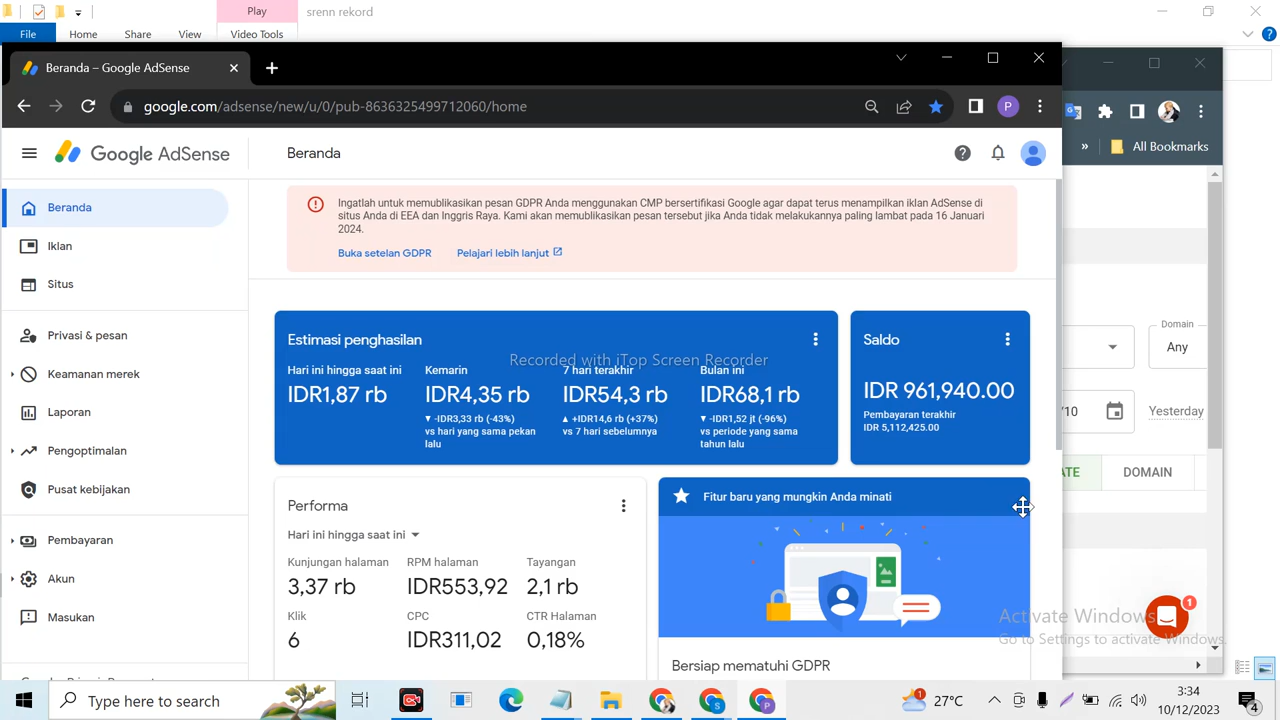 Play
srenn rekord
File
Home
Share
View
Video Tools
Beranda – Google AdSense
google.com/adsense/new/u/0/pub-8636325499712060/home
P
» All Bookmarks
Google AdSense
Beranda
Beranda
Iklan
Situs
Privasi & pesan
Keamanan merek
Laporan
Pengoptimalan
Pusat kebijakan
Pembayaran
Akun
Masukan
Ingatlah untuk memublikasikan pesan GDPR Anda menggunakan CMP bersertifikasi Google agar dapat terus menampilkan iklan AdSense di
situs Anda di EEA dan Inggris Raya. Kami akan memublikasikan pesan tersebut jika Anda tidak melakukannya paling lambat pada 16 Januari
2024.
Buka setelan GDPR
Pelajari lebih lanjut
Estimasi penghasilan
Recorded with iTop Screen Recorder
Hari ini hingga saat ini
IDR1,87 rb
Kemarin
IDR4,35 rb
-IDR3,33 rb (-43%)
vs hari yang sama pekan
lalu
7 hari terakhir
IDR54,3 rb
+IDR14,6 rb (+37%)
vs 7 hari sebelumnya
Bulan ini
IDR68,1 rb
-IDR1,52 jt (-96%)
vs periode yang sama
tahun lalu
Saldo
IDR 961,940.00
Pembayaran terakhir
IDR 5,112,425.00
Performa
Hari ini hingga saat ini
Kunjungan halaman
3,37 rb
RPM halaman
IDR553,92
Tayangan
2,1 rb
Klik
6
CPC
IDR311,02
CTR Halaman
0,18%
Fitur baru yang mungkin Anda minati
Bersiap mematuhi GDPR
Domain
Any
/10
Yesterday
ATE
DOMAIN
1
Activate Windows
Go to Settings to activate Windows.
Type here to search
S
P
1
27°C
3:34
10/12/2023
4